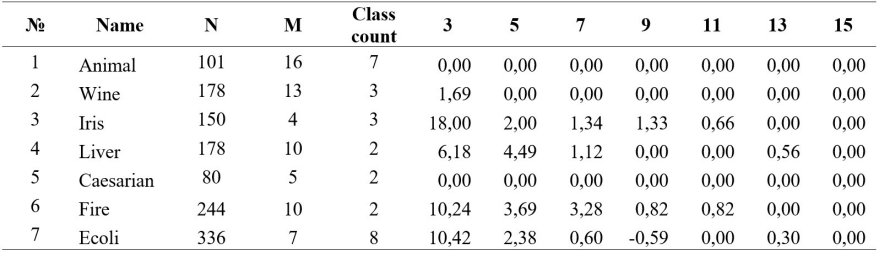 № Name N M Class count 3 5 7 9 11 13 15
1 Animal 101 16 7 0,00 0,00 0,00 0,00 0,00 0,00 0,00
2 Wine 178 13 3 1,69 0,00 0,00 0,00 0,00 0,00 0,00
3 Iris 150 4 3 18,00 2,00 1,34 1,33 0,66 0,00 0,00
4 Liver 178 10 2 6,18 4,49 1,12 0,00 0,00 0,56 0,00
5 Caesarian 80 5 2 0,00 0,00 0,00 0,00 0,00 0,00 0,00
6 Fire 244 10 2 10,24 3,69 3,28 0,82 0,82 0,00 0,00
7 Ecoli 336 7 8 10,42 2,38 0,60 -0,59 0,00 0,30 0,00